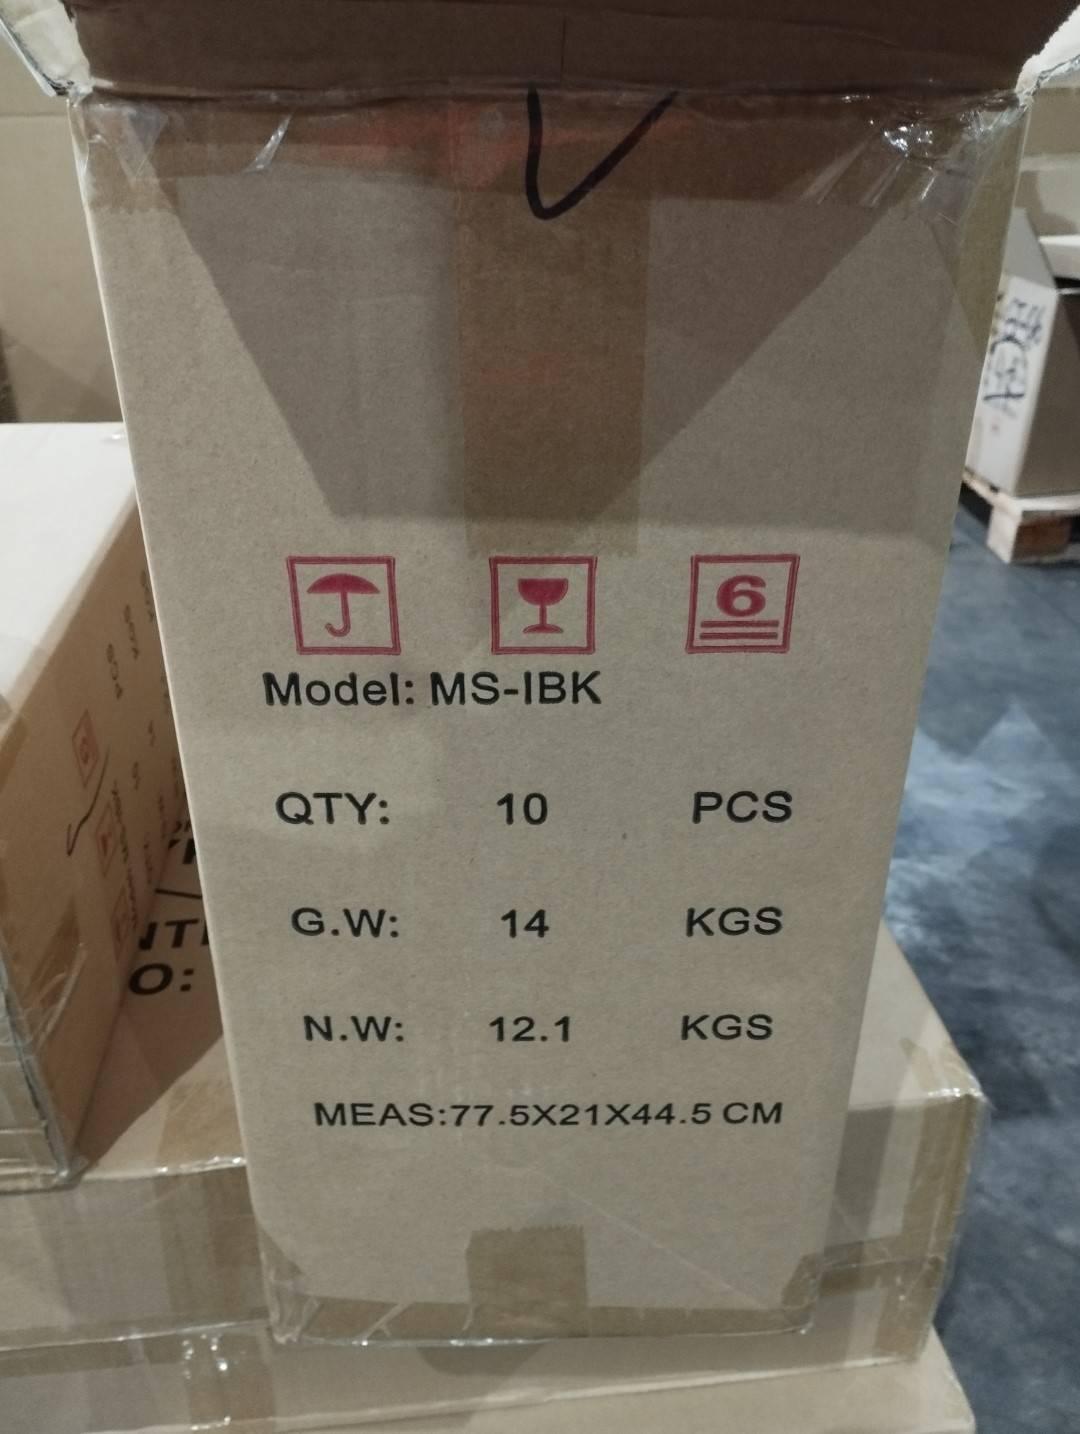 6
Model: MS-IBK
QTY: 10 PCS
G.W: 14 KGS
N.W: 12.1 KGS
MEAS:77.5X21X44.5 CM
O: